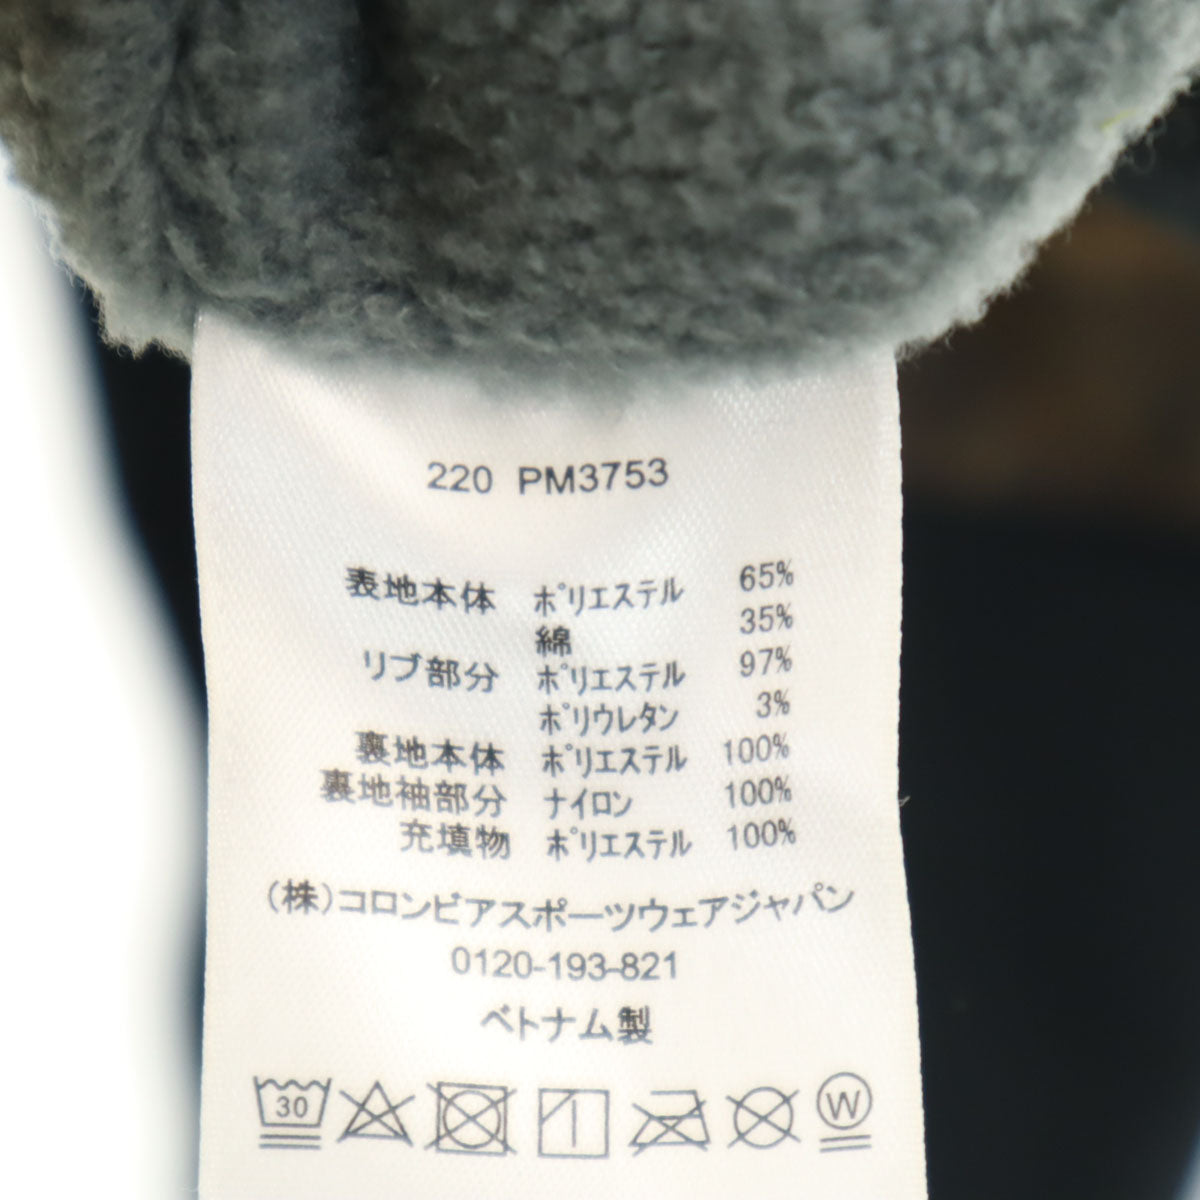 220 PM3753
表地本体 ポリエステル 65%
綿 35%
リブ部分 ポリエステル 97%
ポリウレタン 3%
裏地本体 ポリエステル 100%
裏地袖部分 ナイロン 100%
充填物 ポリエステル 100%
(株)コロンビアスポーツウェアジャパン
0120-193-821
ベトナム製
30 W